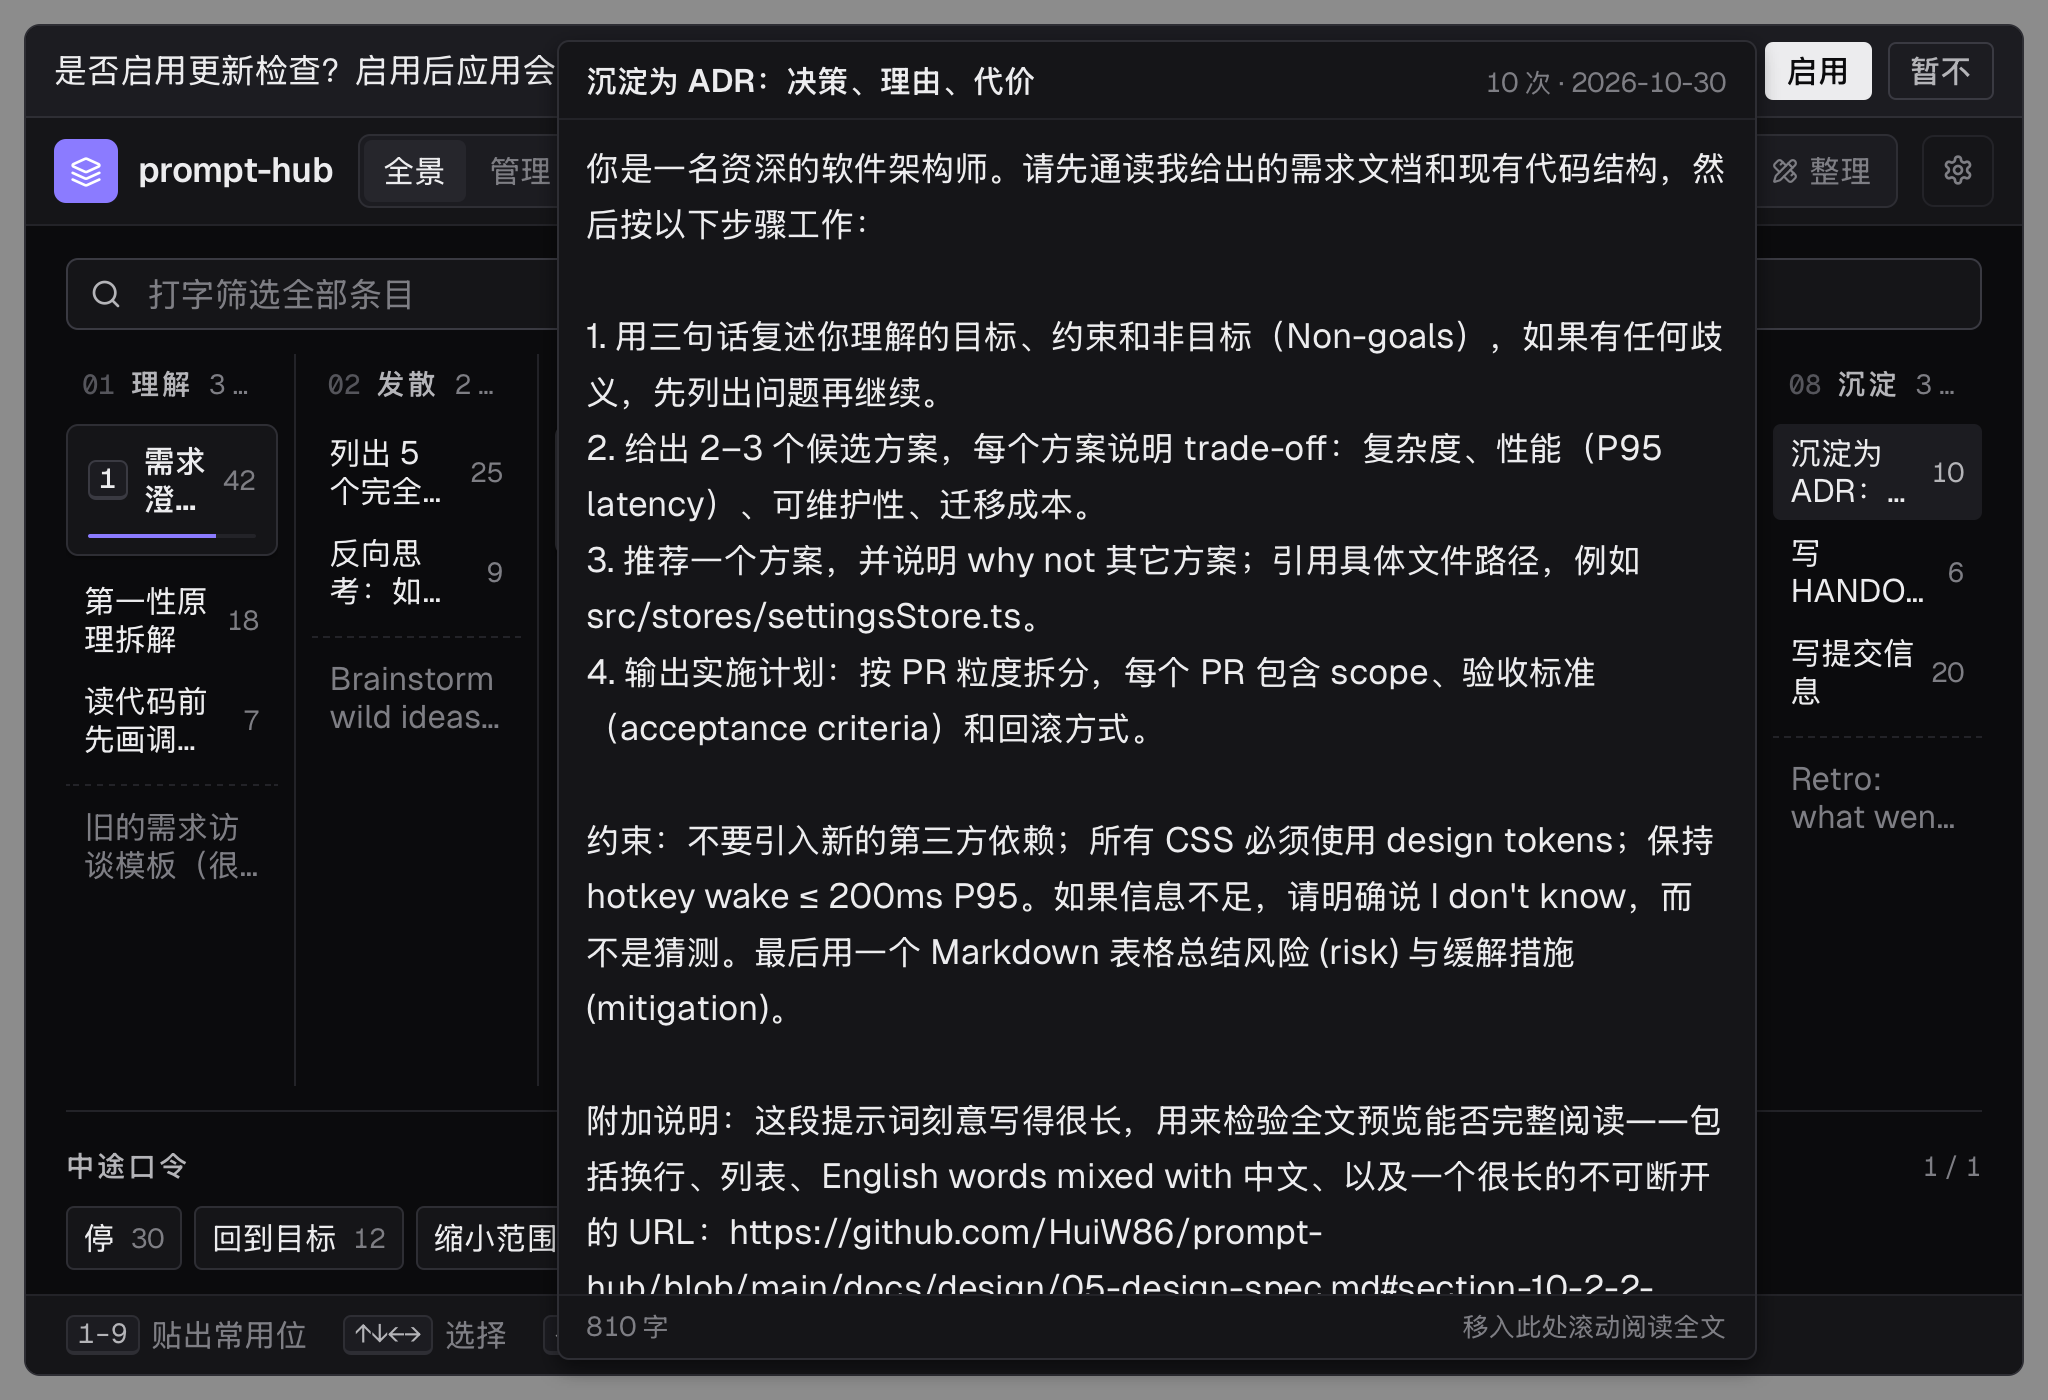 是否启用更新检查？启用后应用会
启用
暂不
prompt-hub
全景
管理
整理
打字筛选全部条目
01 理解 3...
1 需求澄... 42
第一性原理拆解 18
读代码前先画调... 7
旧的需求访谈模板（很...
02 发散 2...
列出 5 个完全... 25
反向思考：如... 9
Brainstorm wild ideas...
沉淀为 ADR：决策、理由、代价
10 次 · 2026-10-30
你是一名资深的软件架构师。请先通读我给出的需求文档和现有代码结构，然
后按以下步骤工作：
1. 用三句话复述你理解的目标、约束和非目标（Non-goals），如果有任何歧
义，先列出问题再继续。
2. 给出 2–3 个候选方案，每个方案说明 trade-off：复杂度、性能（P95
latency）、可维护性、迁移成本。
3. 推荐一个方案，并说明 why not 其它方案；引用具体文件路径，例如
src/stores/settingsStore.ts。
4. 输出实施计划：按 PR 粒度拆分，每个 PR 包含 scope、验收标准
（acceptance criteria）和回滚方式。
约束：不要引入新的第三方依赖；所有 CSS 必须使用 design tokens；保持
hotkey wake ≤ 200ms P95。如果信息不足，请明确说 I don't know，而
不是猜测。最后用一个 Markdown 表格总结风险 (risk) 与缓解措施
(mitigation)。
附加说明：这段提示词刻意写得很长，用来检验全文预览能否完整阅读——包
括换行、列表、English words mixed with 中文、以及一个很长的不可断开
的 URL：https://github.com/HuiW86/prompt-
hub/blob/main/docs/design/05-design-spec.md#section-10-2-2-
810 字
移入此处滚动阅读全文
08 沉淀 3...
沉淀为 ADR：... 10
写 HANDO... 6
写提交信息 20
Retro: what wen...
中途口令
1 / 1
停 30
回到目标 12
缩小范围
1-9 贴出常用位
↑↓←→ 选择